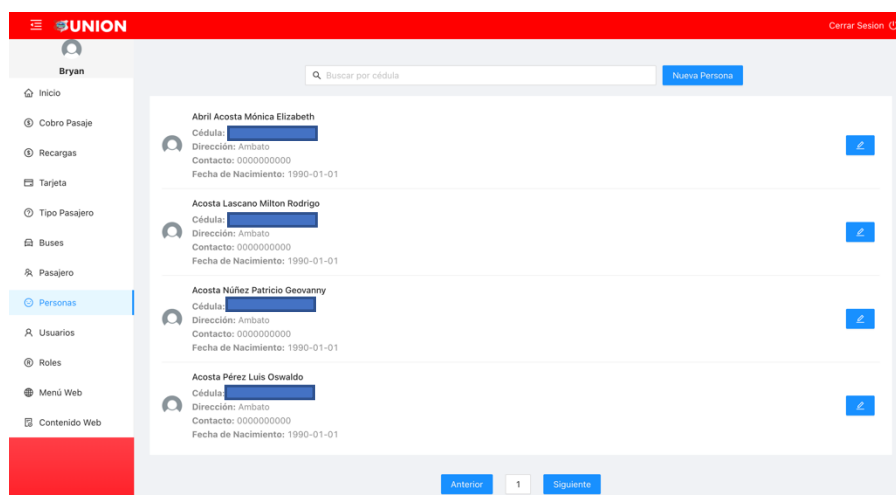 UNION
Cerrar Sesion
Bryan
Inicio
Cobro Pasaje
Recargas
Tarjeta
Tipo Pasajero
Buses
Pasajero
Personas
Usuarios
Roles
Menú Web
Contenido Web
Buscar por cédula
Nueva Persona
Abril Acosta Mónica Elizabeth
Cédula:
Dirección: Ambato
Contacto: 0000000000
Fecha de Nacimiento: 1990-01-01
Acosta Lascano Milton Rodrigo
Cédula:
Dirección: Ambato
Contacto: 0000000000
Fecha de Nacimiento: 1990-01-01
Acosta Núñez Patricio Geovanny
Cédula:
Dirección: Ambato
Contacto: 0000000000
Fecha de Nacimiento: 1990-01-01
Acosta Pérez Luis Oswaldo
Cédula:
Dirección: Ambato
Contacto: 0000000000
Fecha de Nacimiento: 1990-01-01
Anterior 1 Siguiente